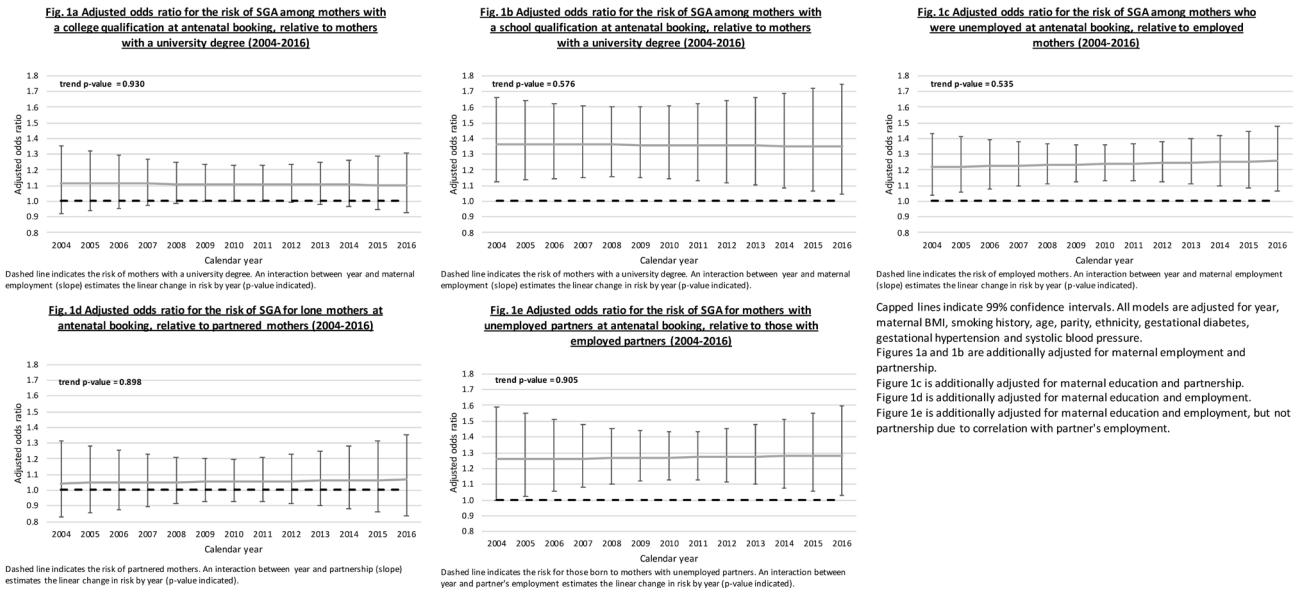 Fig. 1a Adjusted odds ratio for the risk of SGA among mothers with
a college qualification at antenatal booking, relative to mothers
with a university degree (2004-2016)
trend p-value = 0.930
Adjusted odds ratio
1.8
1.7
1.6
1.5
1.4
1.3
1.2
1.1
1.0
0.9
0.8
2004 2005 2006 2007 2008 2009 2010 2011 2012 2013 2014 2015 2016
Calendar year
Dashed line indicates the risk of mothers with a university degree. An interaction between year and maternal
employment (slope) estimates the linear change in risk by year (p-value indicated).
Fig. 1b Adjusted odds ratio for the risk of SGA among mothers with
a school qualification at antenatal booking, relative to mothers
with a university degree (2004-2016)
trend p-value = 0.576
Adjusted odds ratio
1.8
1.7
1.6
1.5
1.4
1.3
1.2
1.1
1.0
0.9
0.8
2004 2005 2006 2007 2008 2009 2010 2011 2012 2013 2014 2015 2016
Calendar year
Dashed line indicates the risk of mothers with a university degree. An interaction between year and maternal
employment (slope) estimates the linear change in risk by year (p-value indicated).
Fig. 1c Adjusted odds ratio for the risk of SGA among mothers who
were unemployed at antenatal booking, relative to employed
mothers (2004-2016)
trend p-value = 0.535
Adjusted odds ratio
1.8
1.7
1.6
1.5
1.4
1.3
1.2
1.1
1.0
0.9
0.8
2004 2005 2006 2007 2008 2009 2010 2011 2012 2013 2014 2015 2016
Calendar year
Dashed line indicates the risk of employed mothers. An interaction between year and maternal employment
(slope) estimates the linear change in risk by year (p-value indicated).
Fig. 1d Adjusted odds ratio for the risk of SGA for lone mothers at
antenatal booking, relative to partnered mothers (2004-2016)
trend p-value = 0.898
Adjusted odds ratio
1.8
1.7
1.6
1.5
1.4
1.3
1.2
1.1
1.0
0.9
0.8
2004 2005 2006 2007 2008 2009 2010 2011 2012 2013 2014 2015 2016
Calendar year
Dashed line indicates the risk of partnered mothers. An interaction between year and partnership (slope)
estimates the linear change in risk by year (p-value indicated).
Fig. 1e Adjusted odds ratio for the risk of SGA for mothers with
unemployed partners at antenatal booking, relative to those with
employed partners (2004-2016)
trend p-value = 0.905
Adjusted odds ratio
1.8
1.7
1.6
1.5
1.4
1.3
1.2
1.1
1.0
0.9
0.8
2004 2005 2006 2007 2008 2009 2010 2011 2012 2013 2014 2015 2016
Calendar year
Dashed line indicates the risk for those born to mothers with unemployed partners. An interaction between
year and partner's employment estimates the linear change in risk by year (p-value indicated).
Capped lines indicate 99% confidence intervals. All models are adjusted for year,
maternal BMI, smoking history, age, parity, ethnicity, gestational diabetes,
gestational hypertension and systolic blood pressure.
Figures 1a and 1b are additionally adjusted for maternal employment and
partnership.
Figure 1c is additionally adjusted for maternal education and partnership.
Figure 1d is additionally adjusted for maternal education and employment.
Figure 1e is additionally adjusted for maternal education and employment, but not
partnership due to correlation with partner's employment.